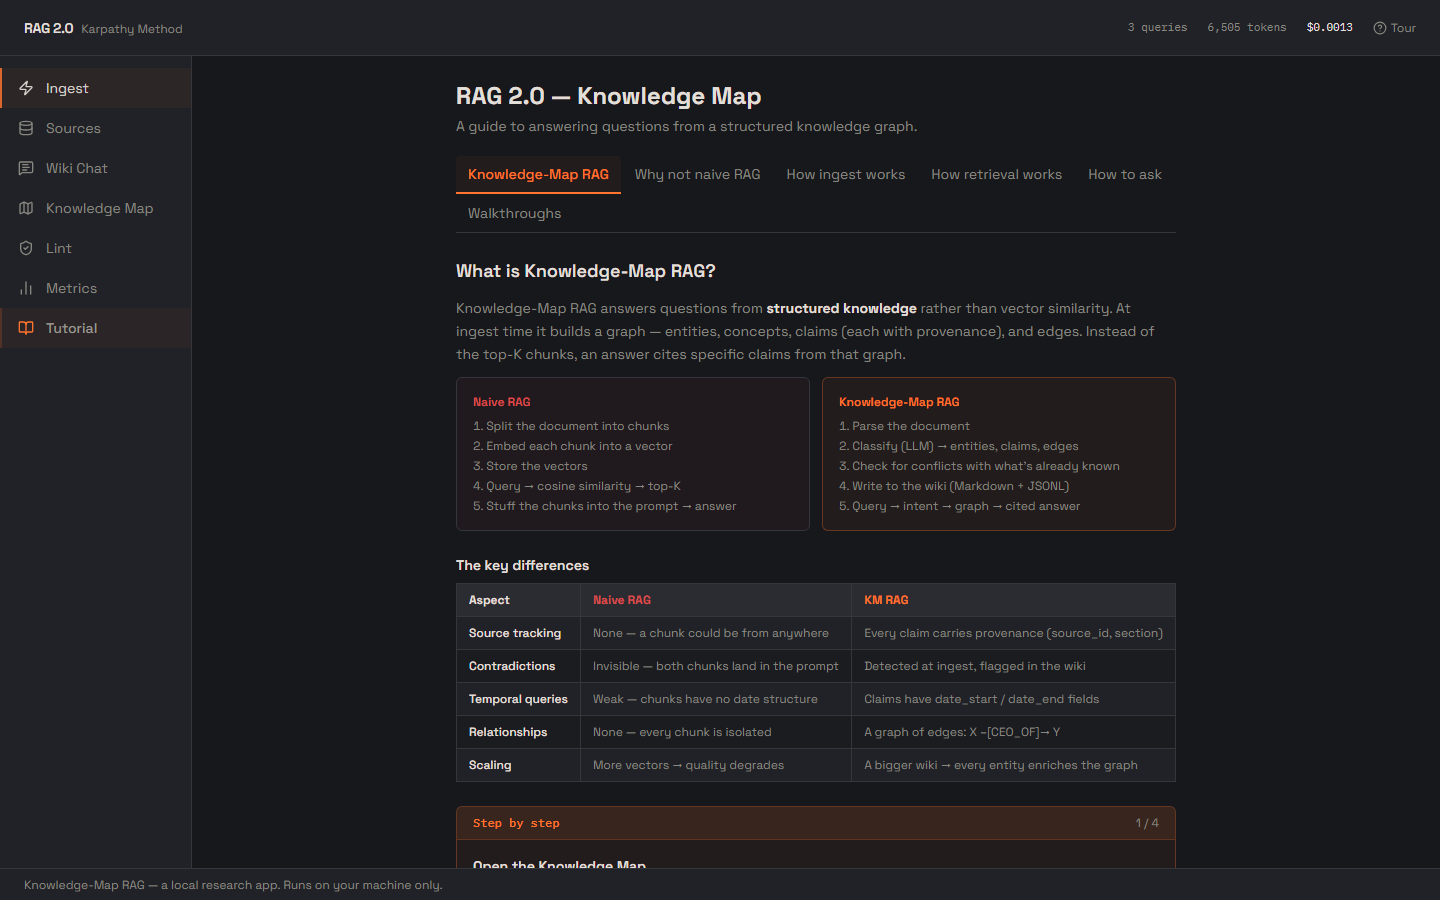 RAG 2.0 Karpathy Method
3 queries 6,505 tokens $0.0013 Tour
Ingest
Sources
Wiki Chat
Knowledge Map
Lint
Metrics
Tutorial
RAG 2.0 — Knowledge Map
A guide to answering questions from a structured knowledge graph.
Knowledge-Map RAG Why not naive RAG How ingest works How retrieval works How to ask
Walkthroughs
What is Knowledge-Map RAG?
Knowledge-Map RAG answers questions from structured knowledge rather than vector similarity. At
ingest time it builds a graph — entities, concepts, claims (each with provenance), and edges. Instead of
the top-K chunks, an answer cites specific claims from that graph.
Naive RAG
1. Split the document into chunks
2. Embed each chunk into a vector
3. Store the vectors
4. Query → cosine similarity → top-K
5. Stuff the chunks into the prompt → answer
Knowledge-Map RAG
1. Parse the document
2. Classify (LLM) → entities, claims, edges
3. Check for conflicts with what's already known
4. Write to the wiki (Markdown + JSONL)
5. Query → intent → graph → cited answer
The key differences
Aspect Naive RAG KM RAG
Source tracking None — a chunk could be from anywhere Every claim carries provenance (source_id, section)
Contradictions Invisible — both chunks land in the prompt Detected at ingest, flagged in the wiki
Temporal queries Weak — chunks have no date structure Claims have date_start / date_end fields
Relationships None — every chunk is isolated A graph of edges: X –[CEO_OF]→ Y
Scaling More vectors → quality degrades A bigger wiki → every entity enriches the graph
Step by step 1 / 4
Open the Knowledge Map
Knowledge-Map RAG — a local research app. Runs on your machine only.